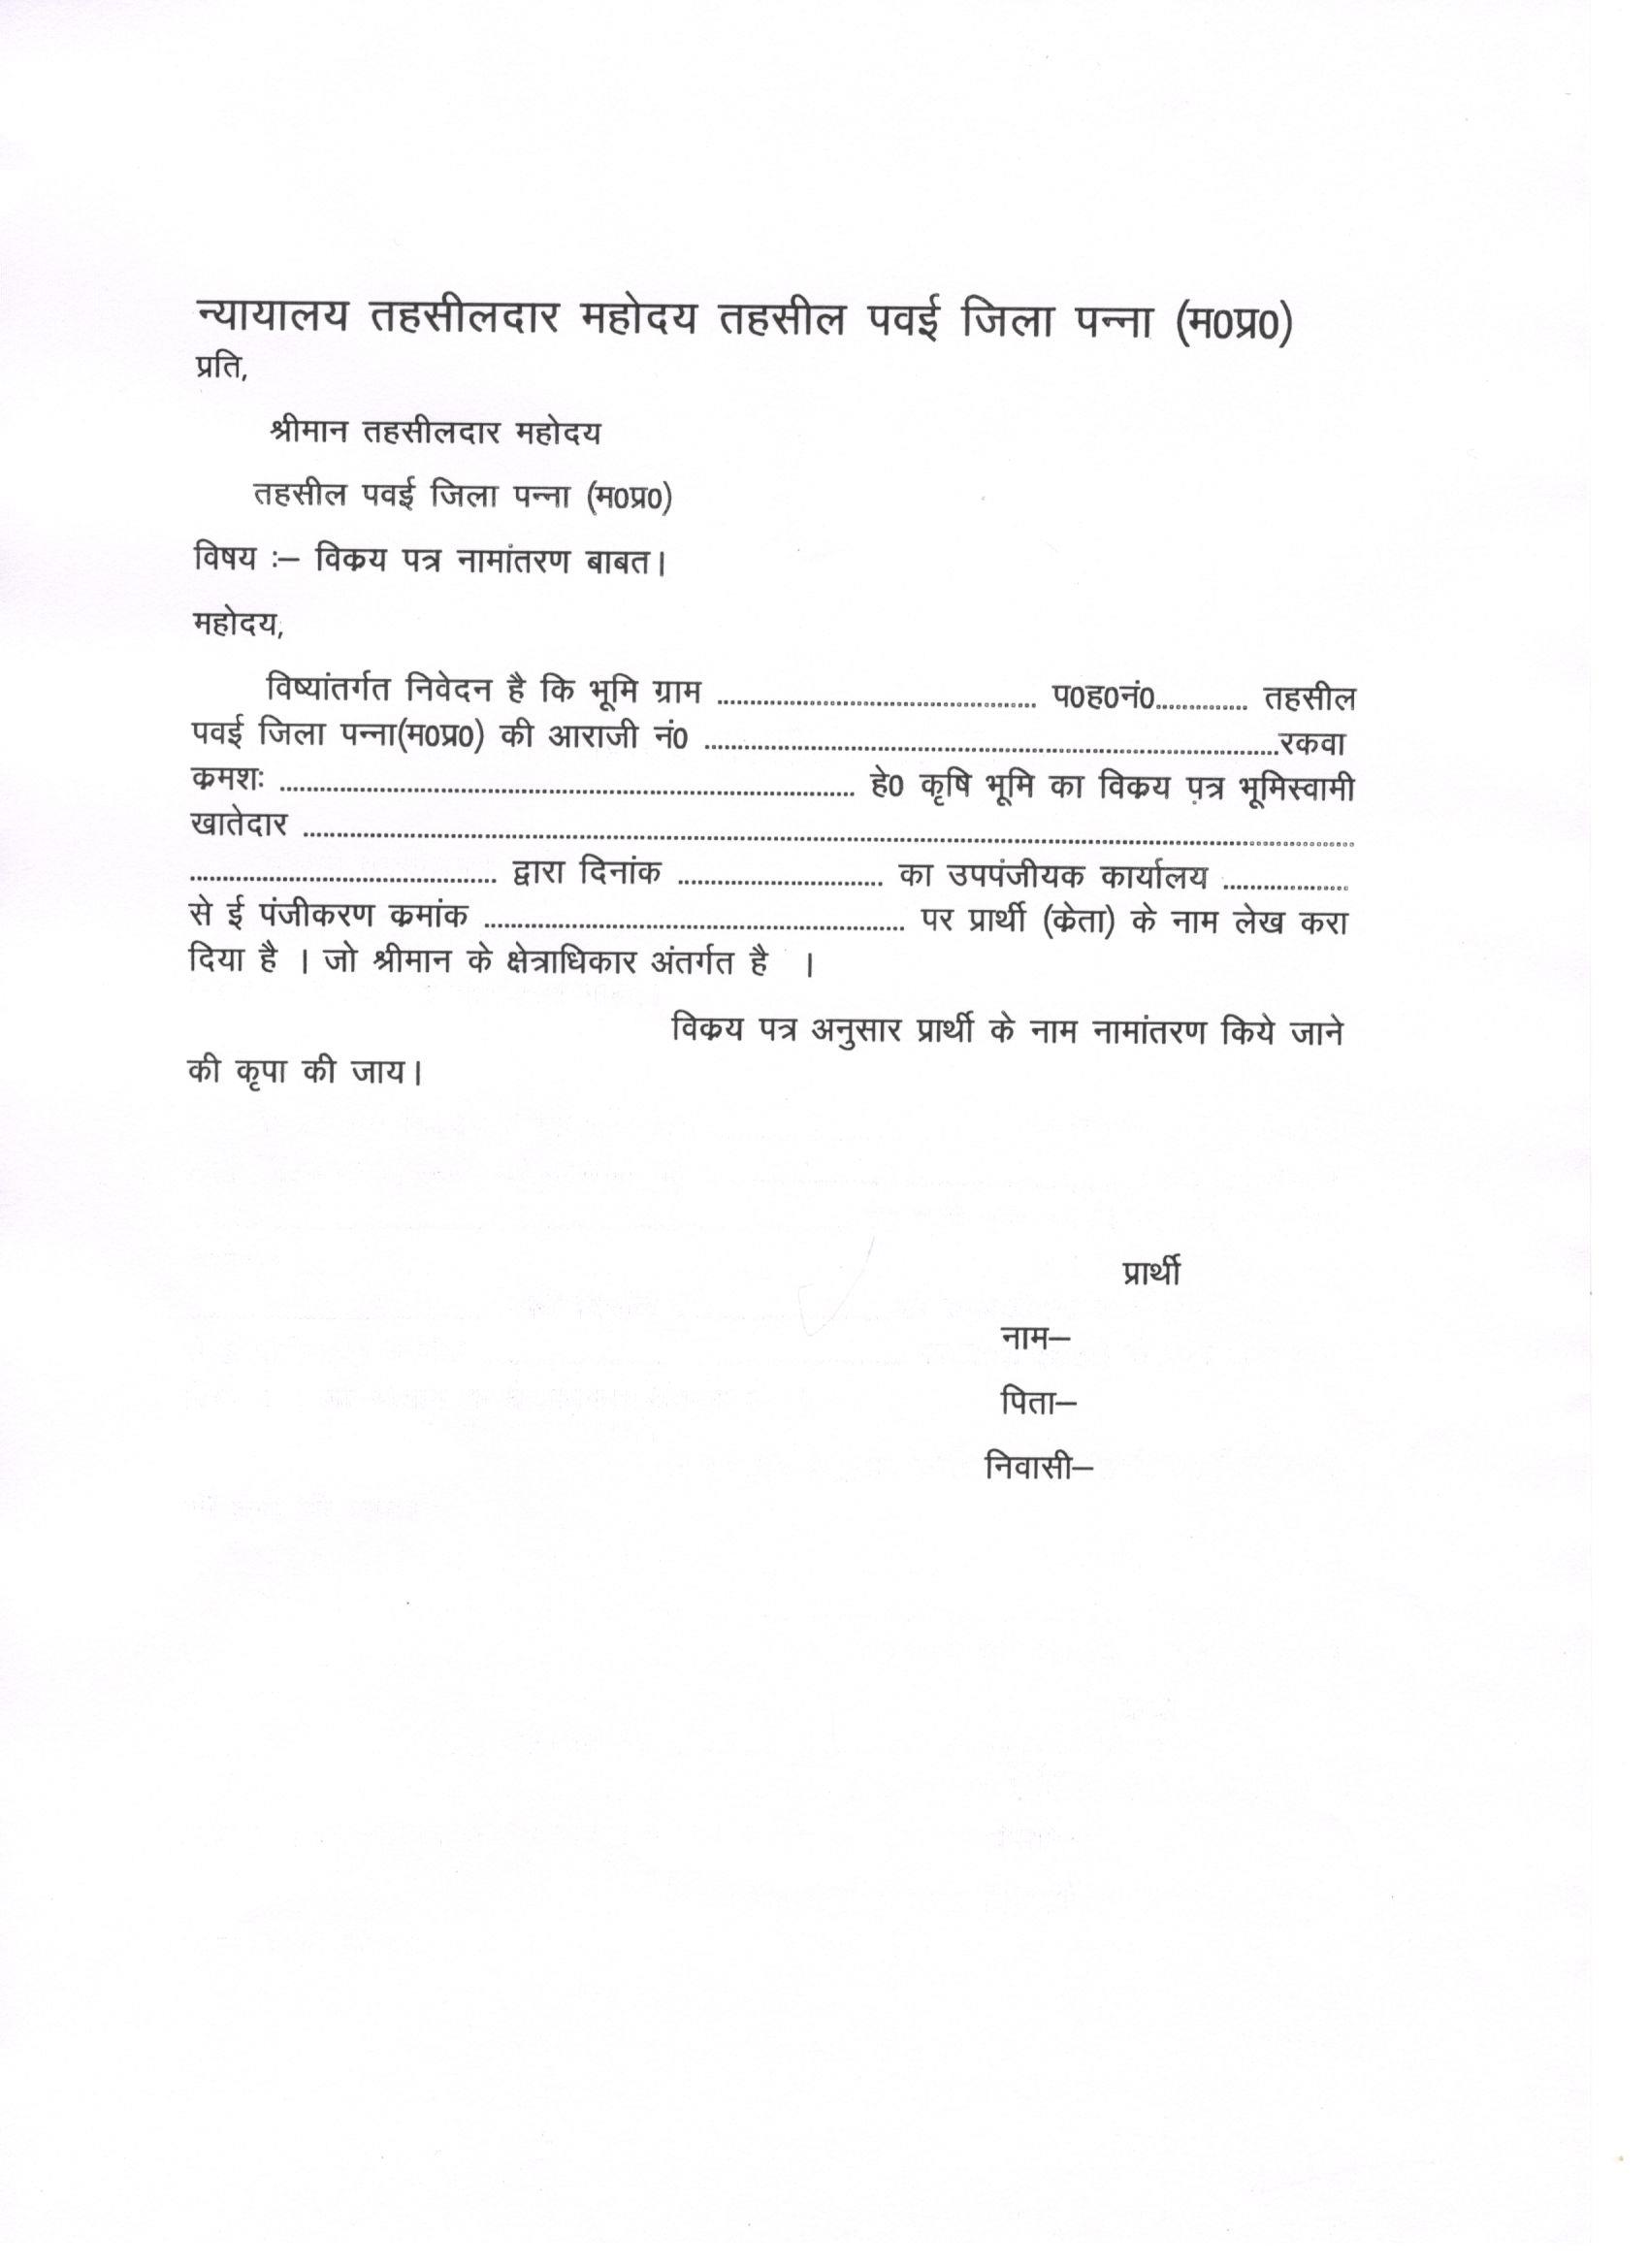 न्यायालय तहसीलदार महोदय तहसील पवई जिला पन्ना (म0प्र0)
प्रति,
श्रीमान तहसीलदार महोदय
तहसील पवई जिला पन्ना (म0प्र0)
विषय :– विक्रय पत्र नामांतरण बाबत।
महोदय,
विष्यांतर्गत निवेदन है कि भूमि ग्राम ................................................ प0ह0नं0.............. तहसील
पवई जिला पन्ना(म0प्र0) की आराजी नं0 ........................................................................................रकवा
क्रमशः ........................................................................................ हे0 कृषि भूमि का विक्रय पत्र भूमिस्वामी
खातेदार ................................................................................................................................................................
............................................... द्वारा दिनांक ............................... का उपपंजीयक कार्यालय ...................
से ई पंजीकरण क्रमांक ................................................................ पर प्रार्थी (क्रेता) के नाम लेख करा
दिया है । जो श्रीमान के क्षेत्राधिकार अंतर्गत है ।
विक्रय पत्र अनुसार प्रार्थी के नाम नामांतरण किये जाने
की कृपा की जाय।
प्रार्थी
नाम–
पिता–
निवासी–